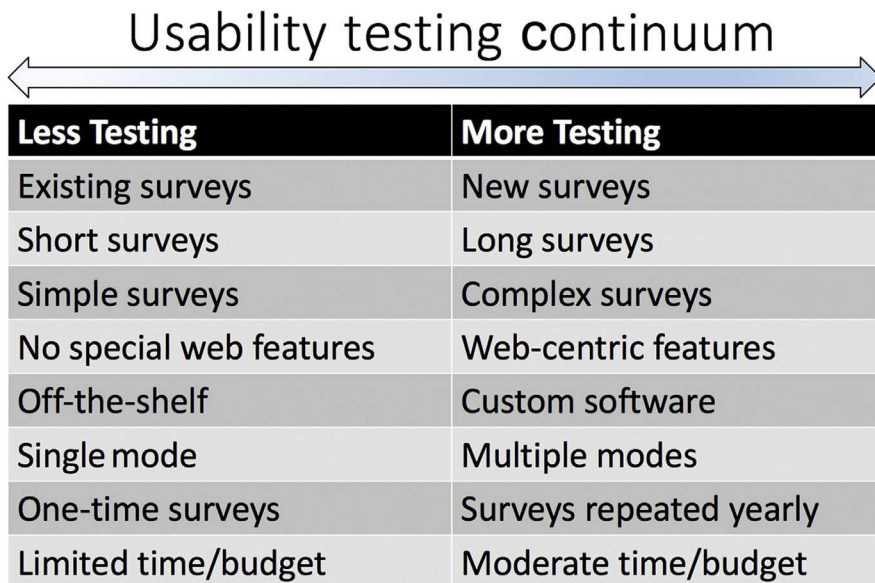 Usability testing continuum
Less Testing More Testing
Existing surveys New surveys
Short surveys Long surveys
Simple surveys Complex surveys
No special web features Web-centric features
Off-the-shelf Custom software
Single mode Multiple modes
One-time surveys Surveys repeated yearly
Limited time/budget Moderate time/budget